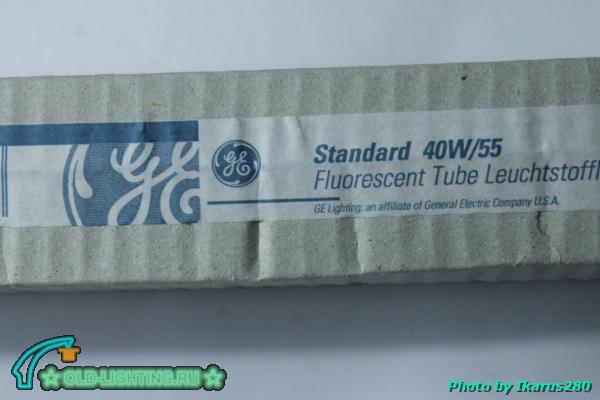 GE
GE
Standard 40W/55
Fluorescent Tube Leuchtstoffl
GE Lighting: an affiliate of General Electric Company U.S.A.
OLD-LIGHTING.RU
Photo by Ikarus280